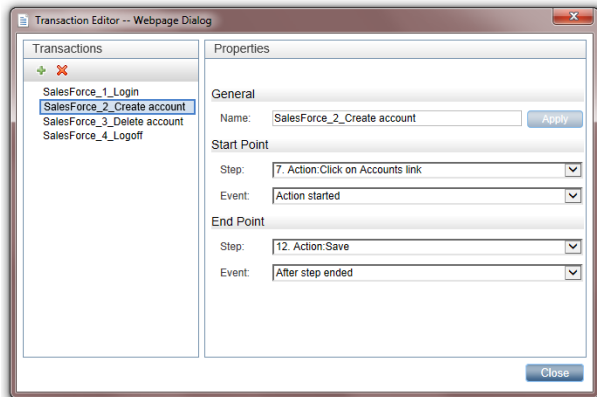 Transaction Editor -- Webpage Dialog
Transactions
SalesForce_1_Login
SalesForce_2_Create account
SalesForce_3_Delete account
SalesForce_4_Logoff
Properties
General
Name: SalesForce_2_Create account Apply
Start Point
Step: 7. Action:Click on Accounts link
Event: Action started
End Point
Step: 12. Action:Save
Event: After step ended
Close